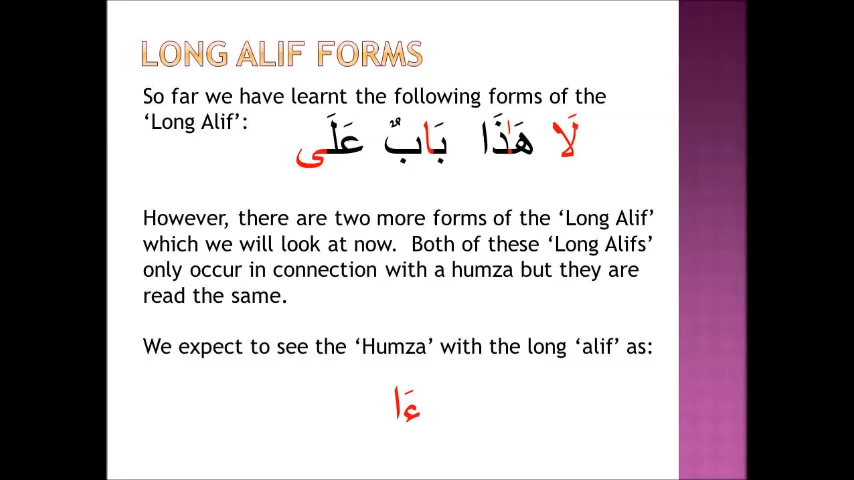 LONG ALIF FORMS
So far we have learnt the following forms of the
‘Long Alif’:
لَا هَـٰذَا بَابٌ عَلَى
However, there are two more forms of the ‘Long Alif’
which we will look at now.  Both of these ‘Long Alifs’
only occur in connection with a humza but they are
read the same.
We expect to see the ‘Humza’ with the long ‘alif’ as:
ءَا